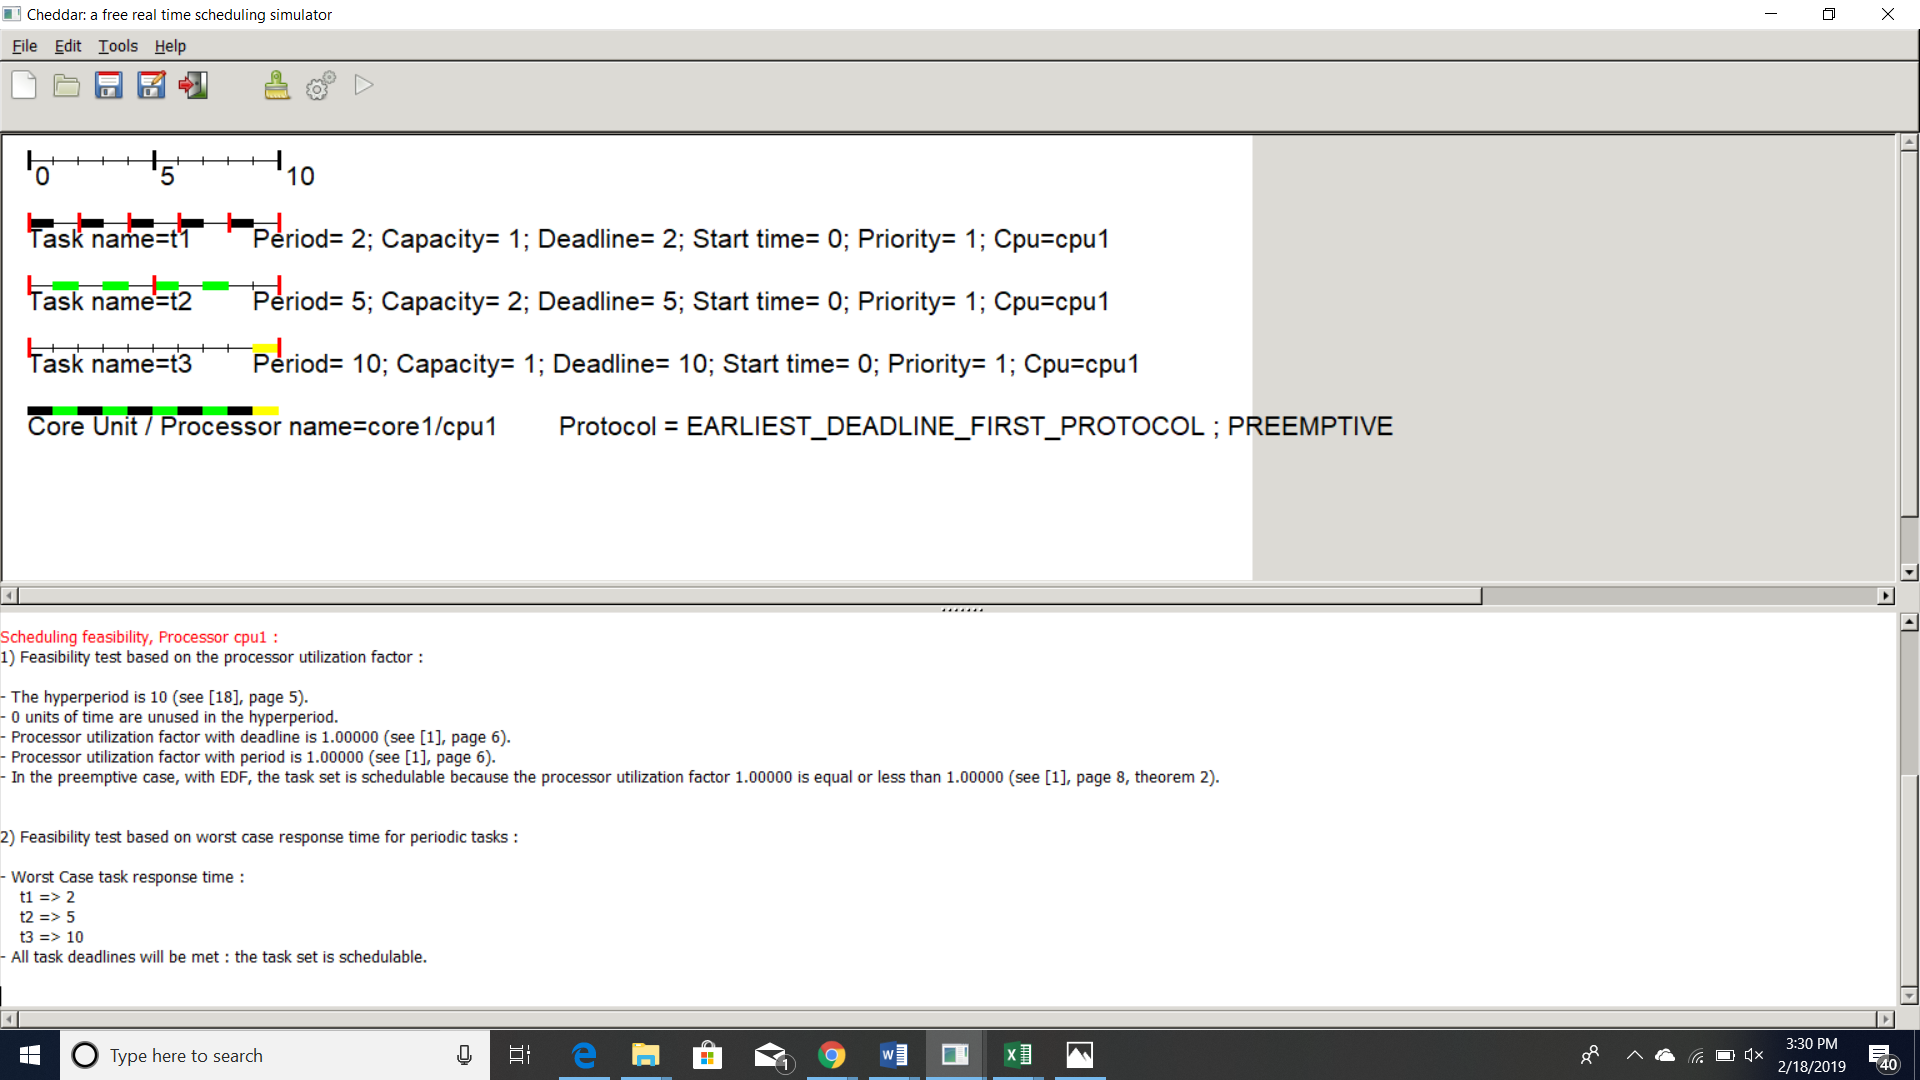 Cheddar: a free real time scheduling simulator
File Edit Tools Help
0 5 10
Task name=t1 Period= 2; Capacity= 1; Deadline= 2; Start time= 0; Priority= 1; Cpu=cpu1
Task name=t2 Period= 5; Capacity= 2; Deadline= 5; Start time= 0; Priority= 1; Cpu=cpu1
Task name=t3 Period= 10; Capacity= 1; Deadline= 10; Start time= 0; Priority= 1; Cpu=cpu1
Core Unit / Processor name=core1/cpu1 Protocol = EARLIEST_DEADLINE_FIRST_PROTOCOL ; PREEMPTIVE
Scheduling feasibility, Processor cpu1 :
1) Feasibility test based on the processor utilization factor :
- The hyperperiod is 10 (see [18], page 5).
- 0 units of time are unused in the hyperperiod.
- Processor utilization factor with deadline is 1.00000 (see [1], page 6).
- Processor utilization factor with period is 1.00000 (see [1], page 6).
- In the preemptive case, with EDF, the task set is schedulable because the processor utilization factor 1.00000 is equal or less than 1.00000 (see [1], page 8, theorem 2).
2) Feasibility test based on worst case response time for periodic tasks :
- Worst Case task response time :
t1 => 2
t2 => 5
t3 => 10
- All task deadlines will be met : the task set is schedulable.
Type here to search
1
3:30 PM
2/18/2019
40